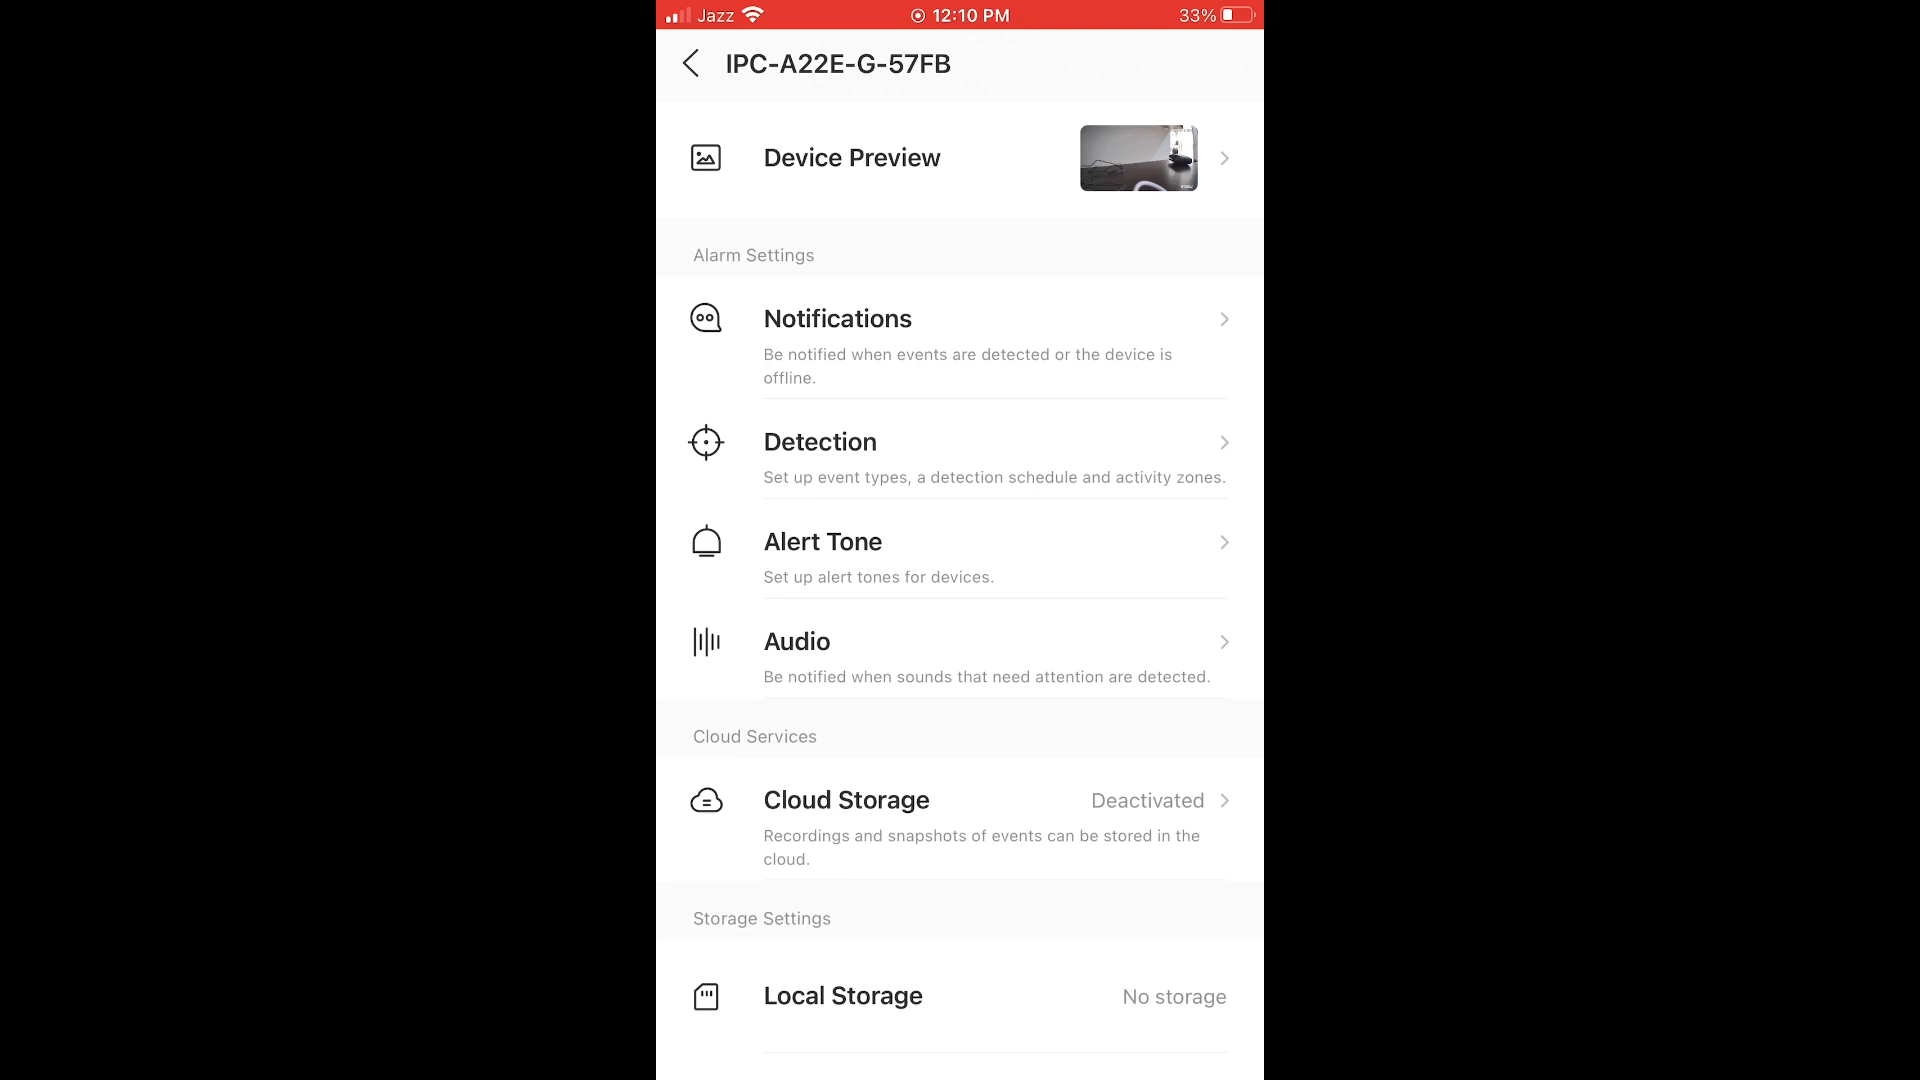 Jazz 12:10 PM 33%
IPC-A22E-G-57FB
Device Preview
imou
Alarm Settings
Notifications
Be notified when events are detected or the device is
offline.
Detection
Set up event types, a detection schedule and activity zones.
Alert Tone
Set up alert tones for devices.
Audio
Be notified when sounds that need attention are detected.
Cloud Services
Cloud Storage Deactivated
Recordings and snapshots of events can be stored in the
cloud.
Storage Settings
Local Storage No storage